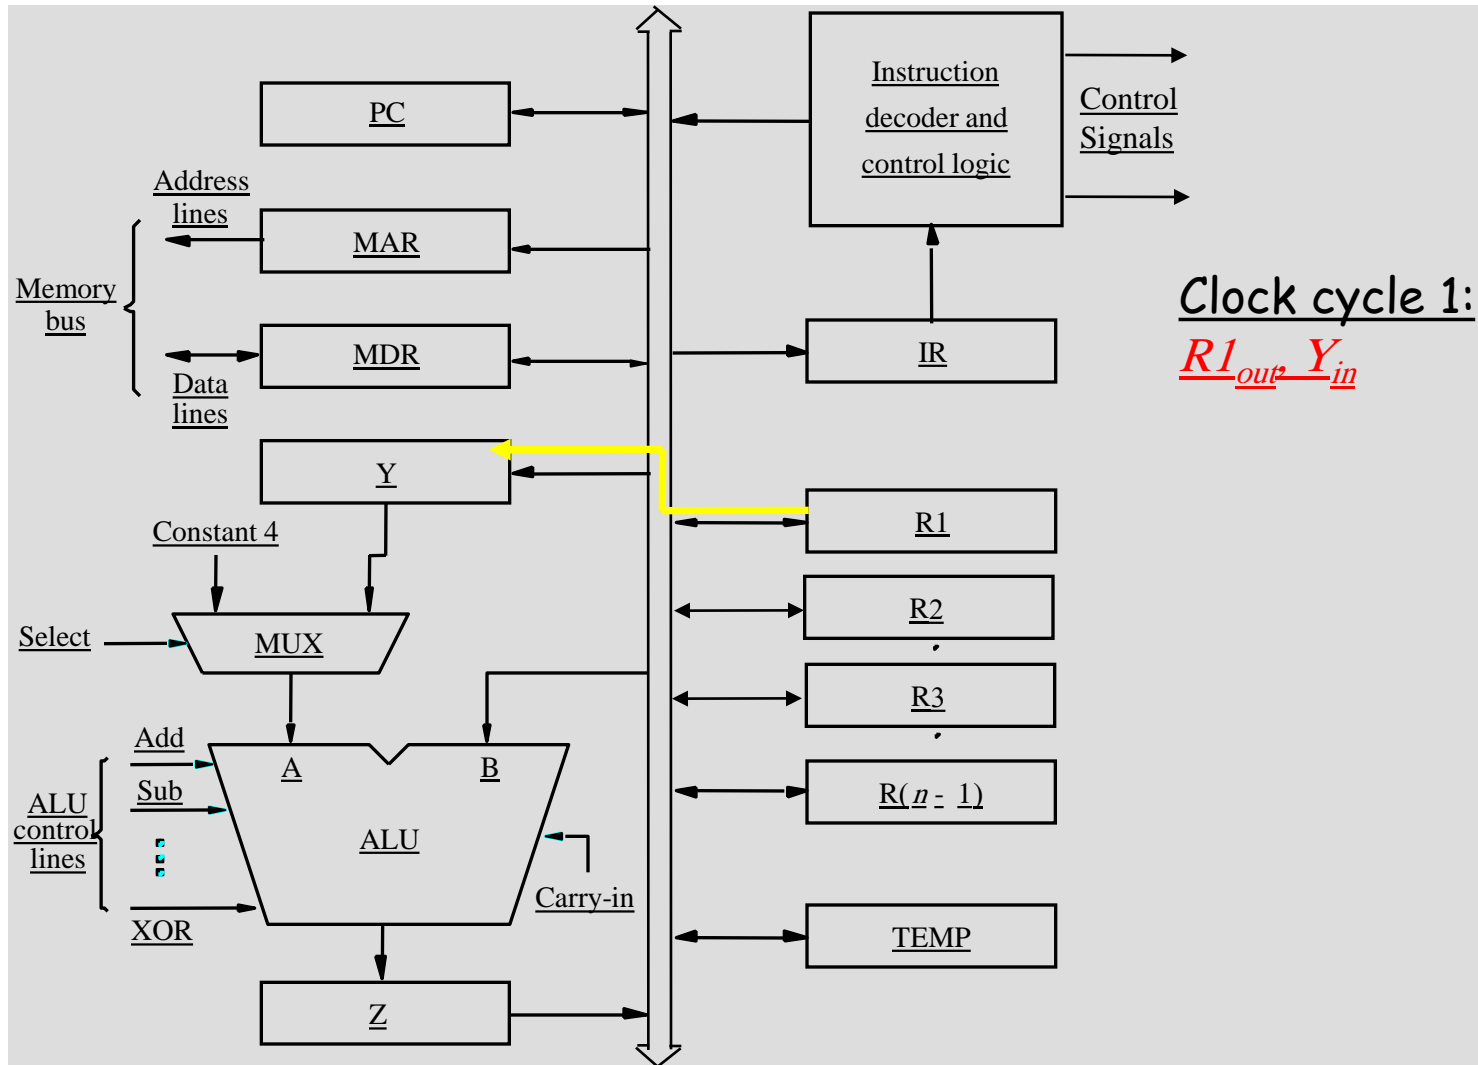 PC
Instruction
decoder and
control logic
Control
Signals
Address
lines
MAR
Memory
bus
MDR
Data
lines
IR
Clock cycle 1:
R1out, Yin
Y
Constant 4
R1
Select
MUX
R2
R3
Add
A
B
Sub
ALU
control
lines
ALU
R(n - 1)
Carry-in
XOR
TEMP
Z